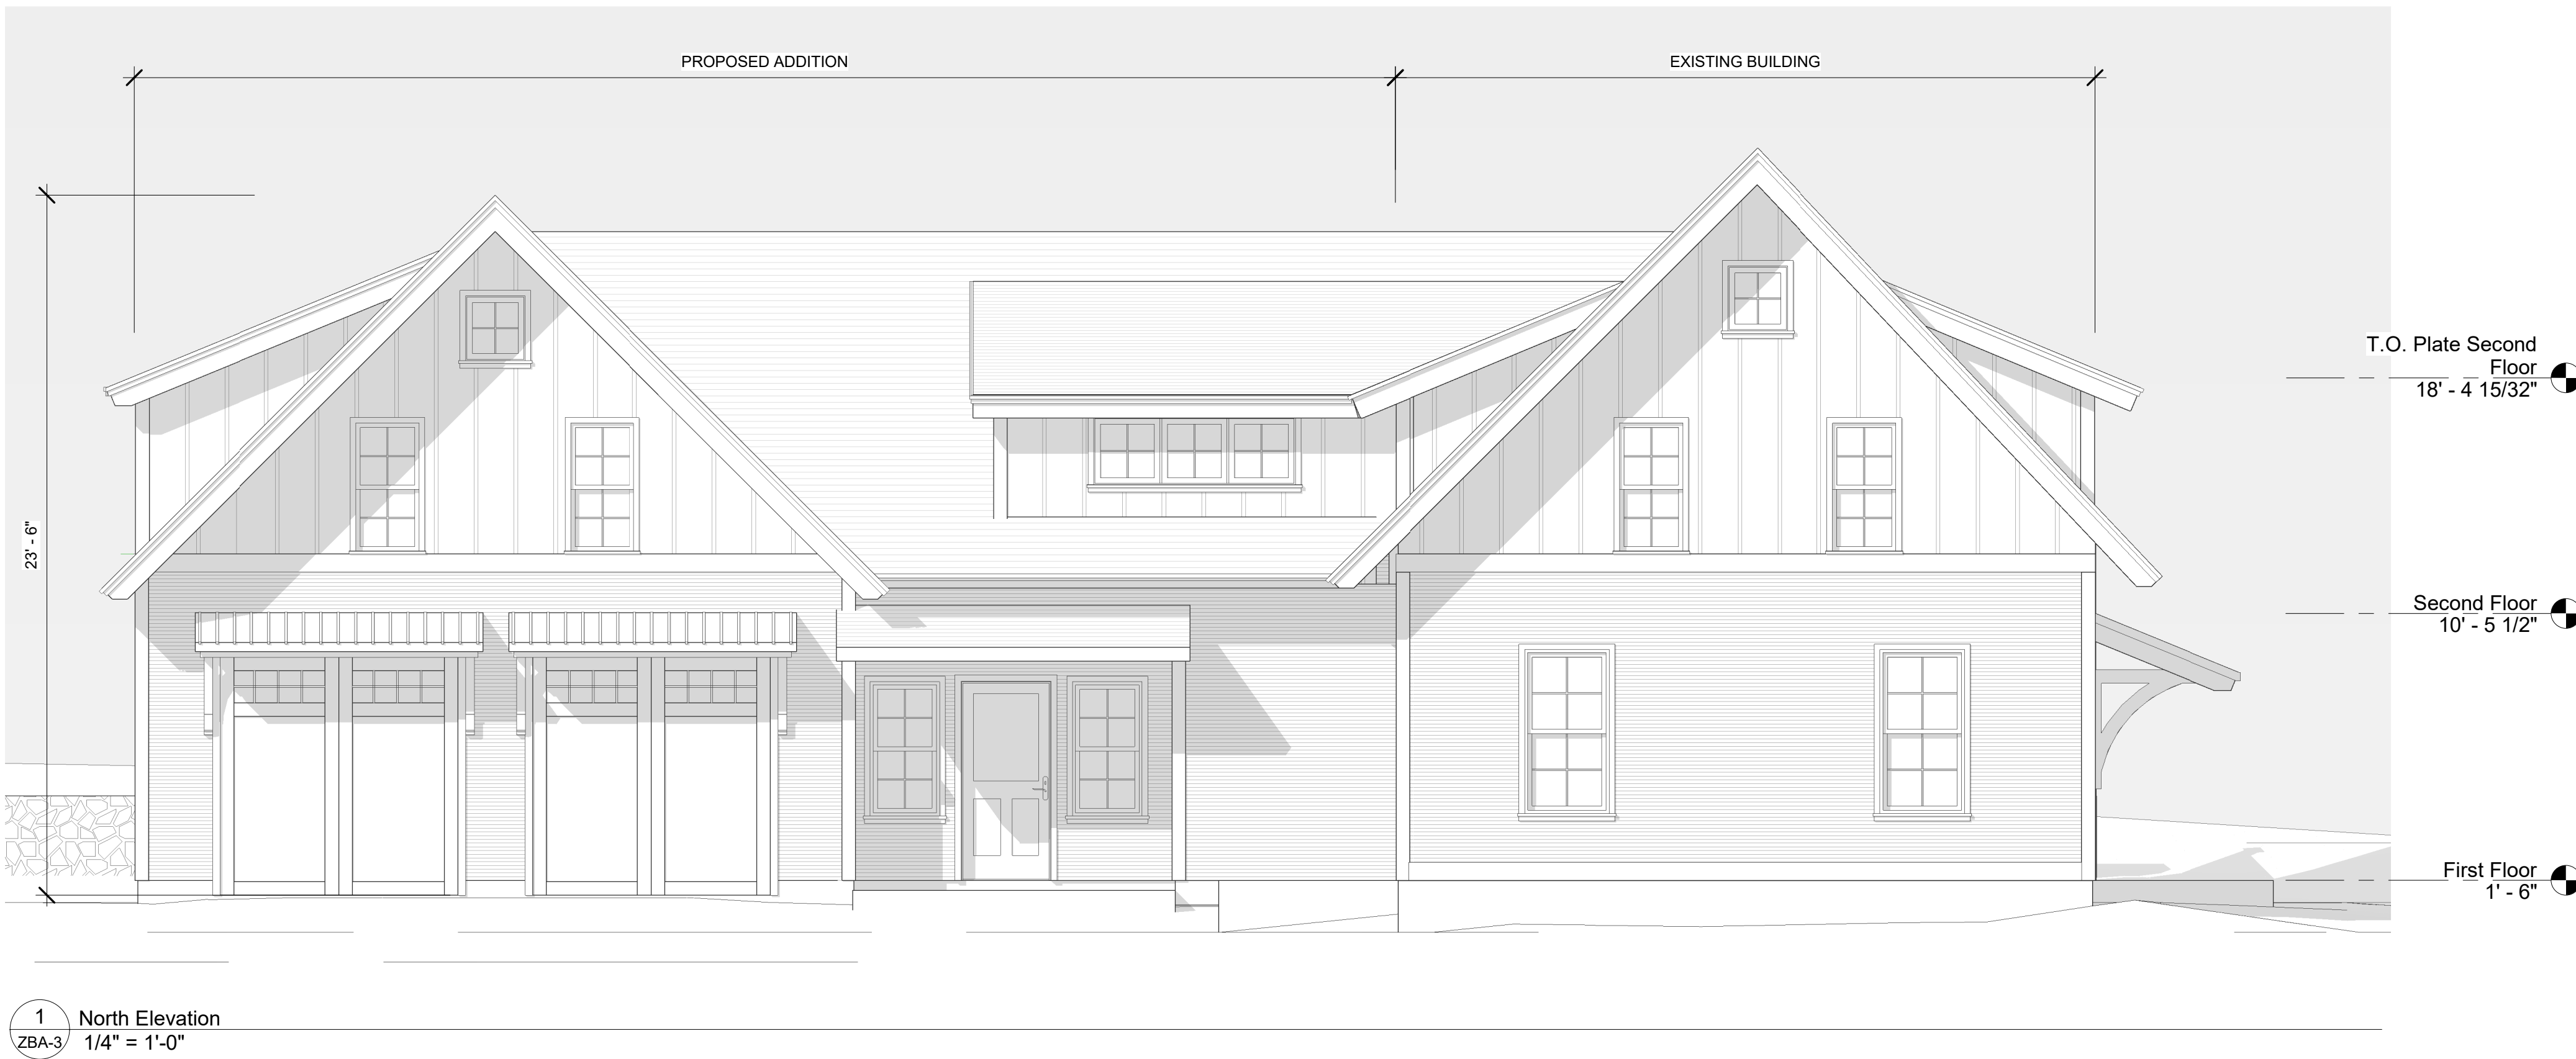 PROPOSED ADDITION
EXISTING BUILDING
23' - 6"
T.O. Plate Second
Floor
18' - 4 15/32"
Second Floor
10' - 5 1/2"
First Floor
1' - 6"
1
ZBA-3
North Elevation
1/4" = 1'-0"